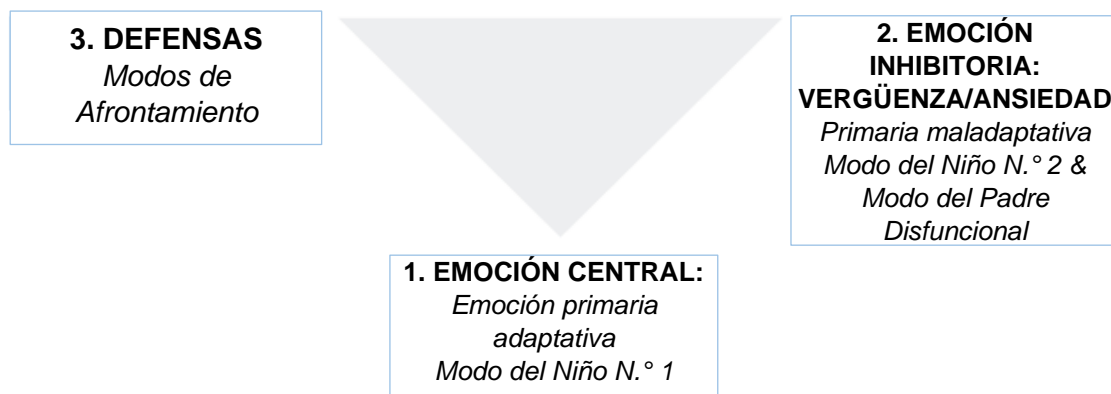 3. DEFENSAS
Modos de
Afrontamiento
2. EMOCIÓN
INHIBITORIA:
VERGÜENZA/ANSIEDAD
Primaria maladaptativa
Modo del Niño N.° 2 &
Modo del Padre
Disfuncional
1. EMOCIÓN CENTRAL:
Emoción primaria
adaptativa
Modo del Niño N.° 1